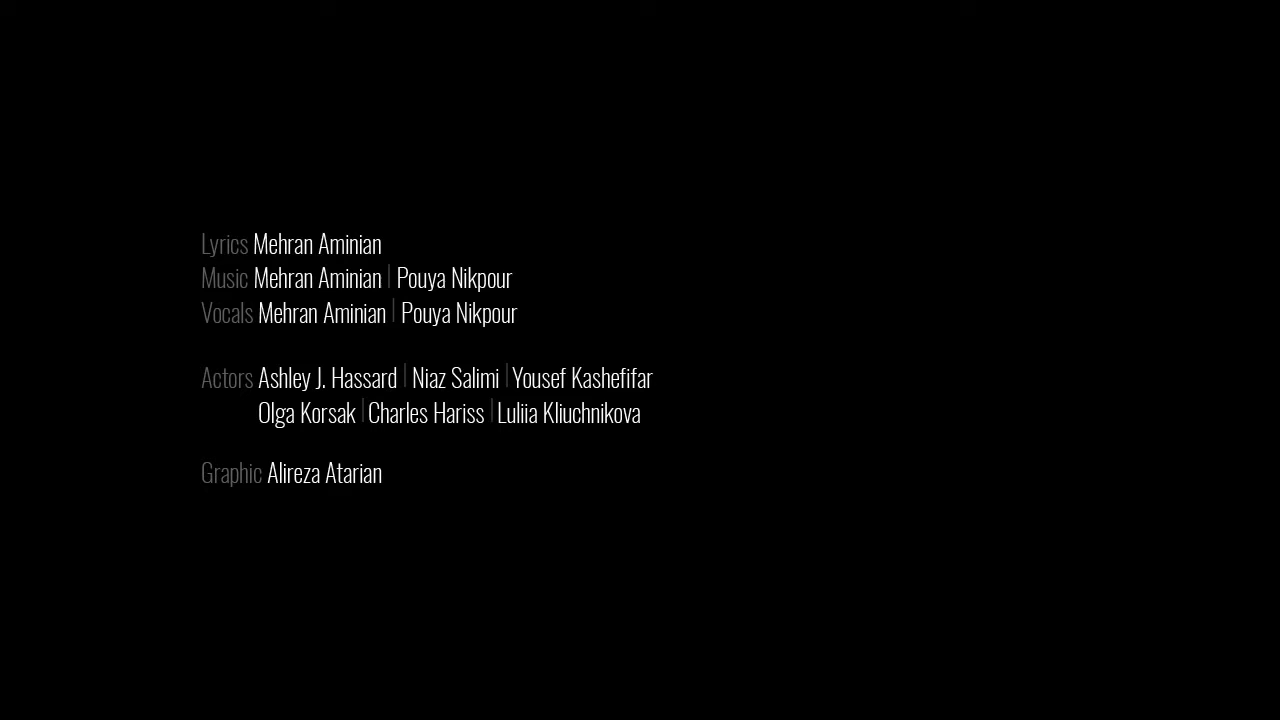 Lyrics Mehran Aminian
Music Mehran Aminian | Pouya Nikpour
Vocals Mehran Aminian | Pouya Nikpour
Actors Ashley J. Hassard | Niaz Salimi | Yousef Kashefifar
Olga Korsak | Charles Hariss | Luliia Kliuchnikova
Graphic Alireza Atarian